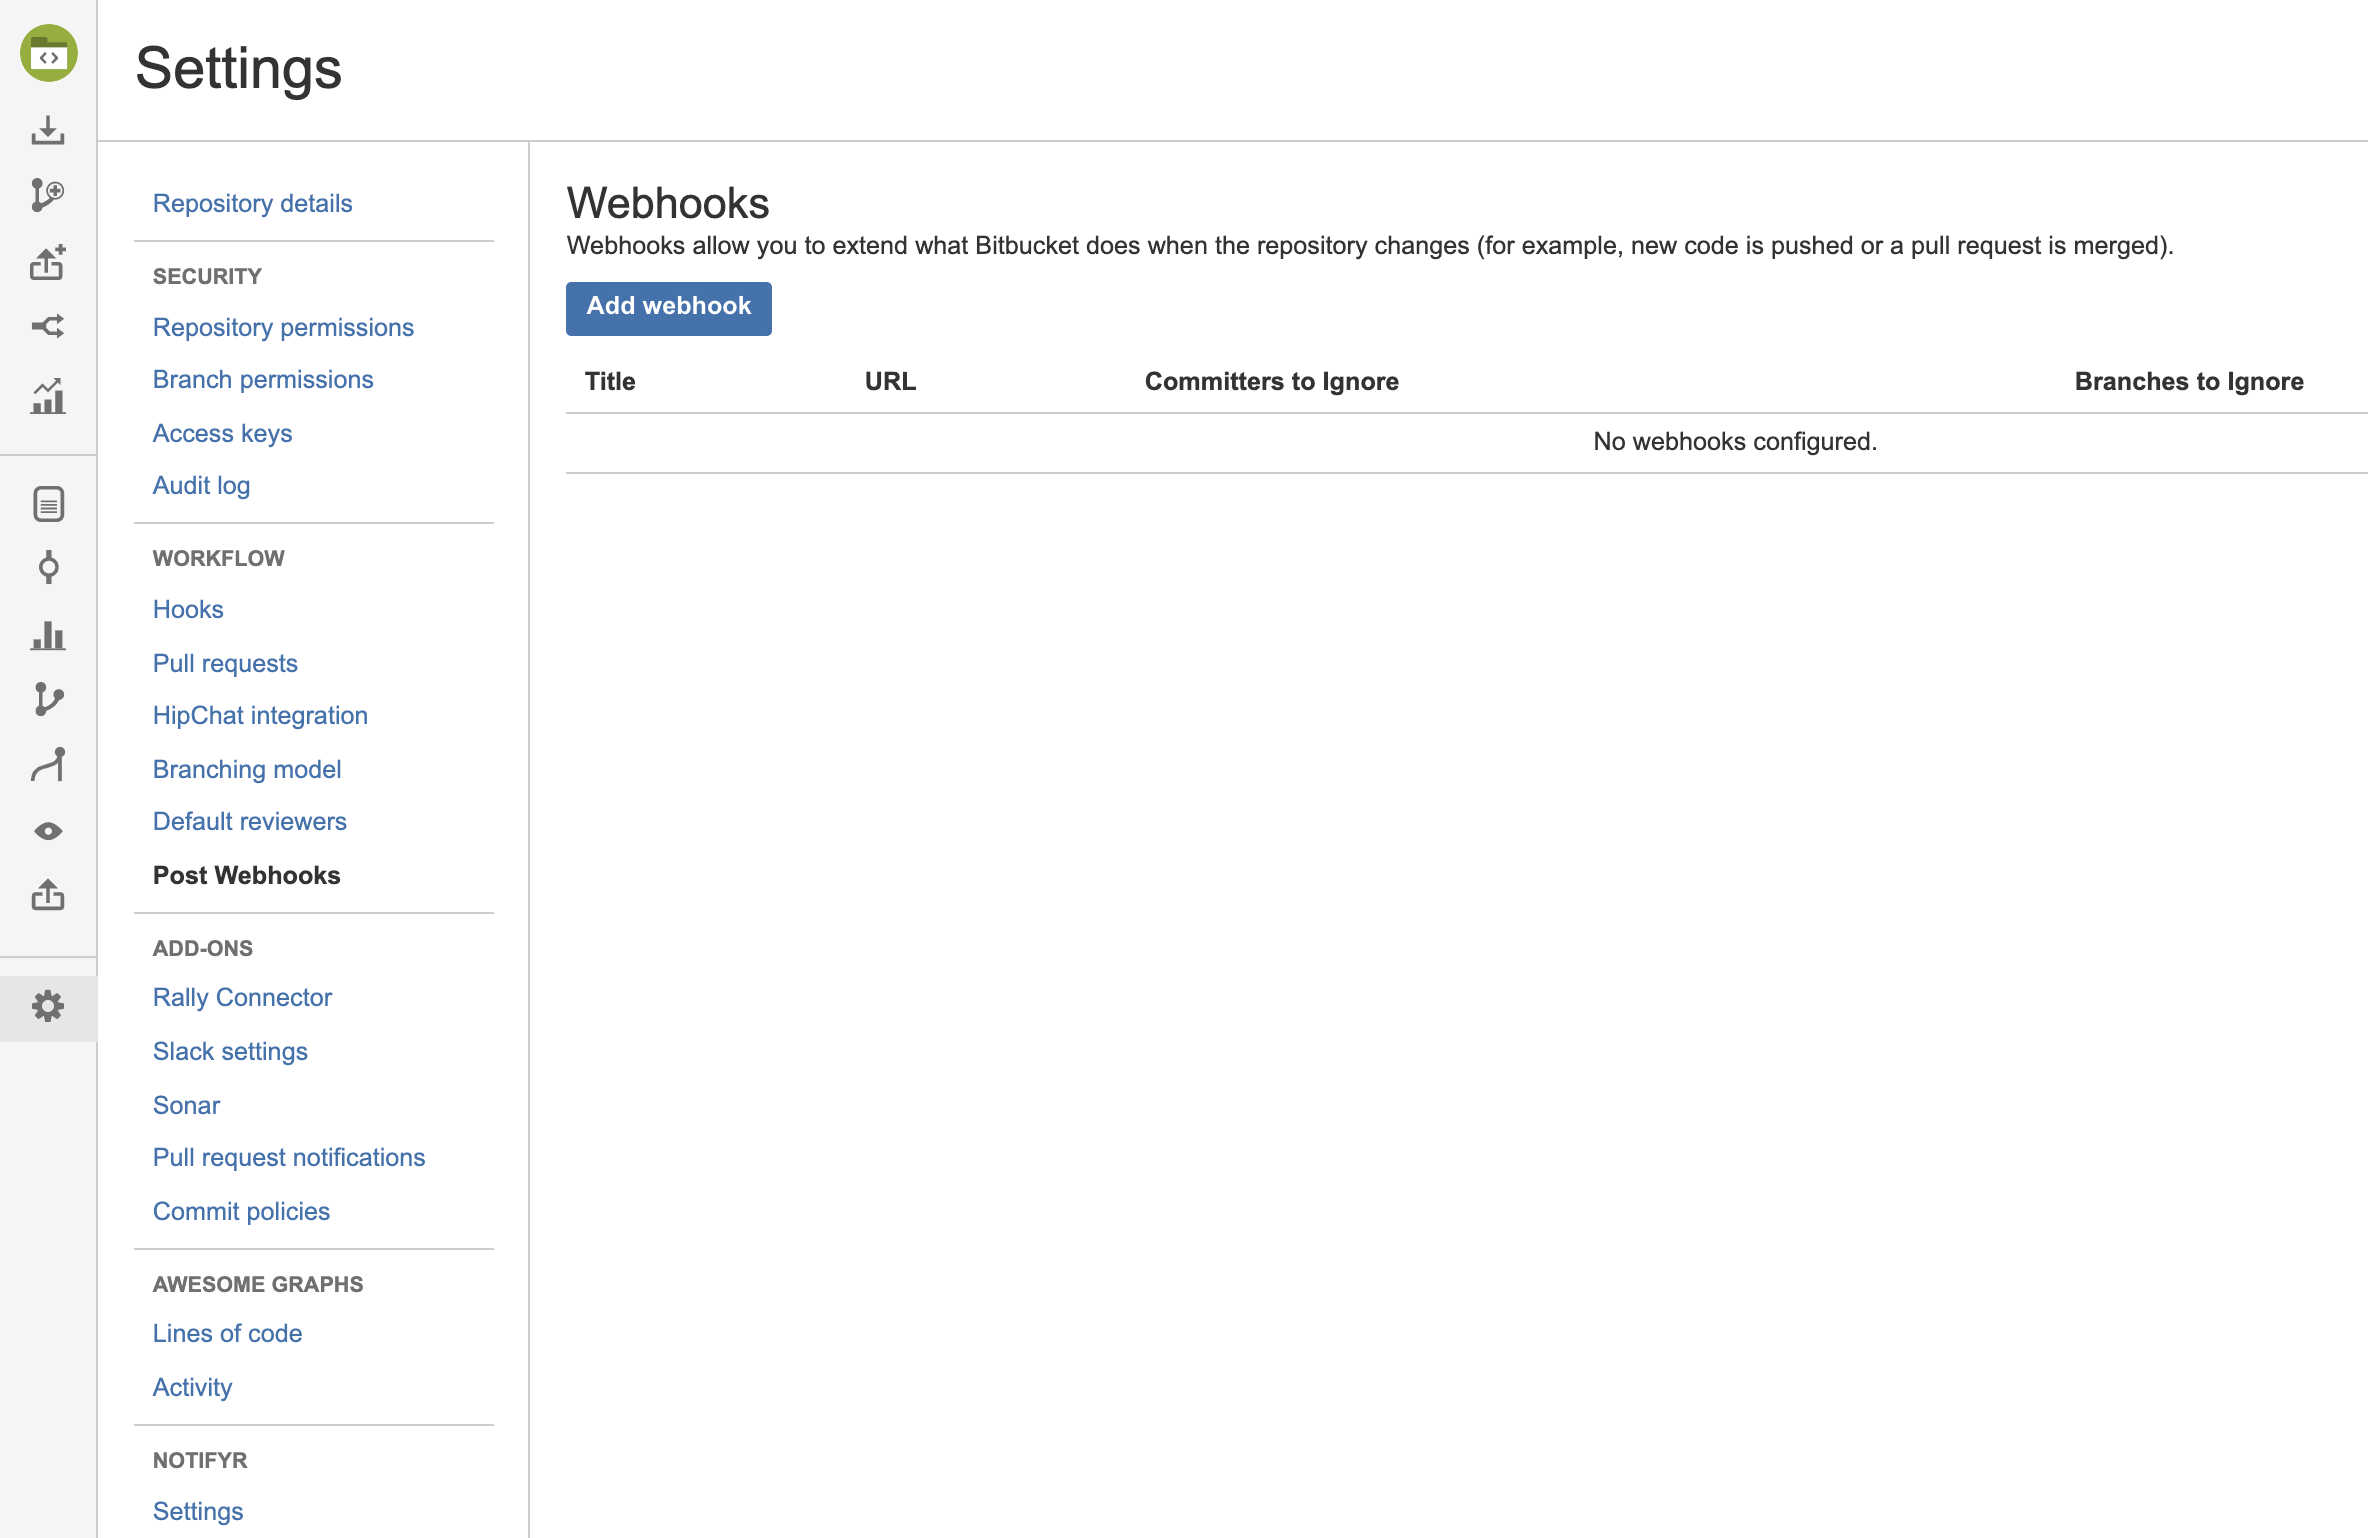 Settings
Repository details
SECURITY
Repository permissions
Branch permissions
Access keys
Audit log
WORKFLOW
Hooks
Pull requests
HipChat integration
Branching model
Default reviewers
Post Webhooks
ADD-ONS
Rally Connector
Slack settings
Sonar
Pull request notifications
Commit policies
AWESOME GRAPHS
Lines of code
Activity
NOTIFYR
Settings
Webhooks
Webhooks allow you to extend what Bitbucket does when the repository changes (for example, new code is pushed or a pull request is merged).
Add webhook
Title URL Committers to Ignore Branches to Ignore
No webhooks configured.